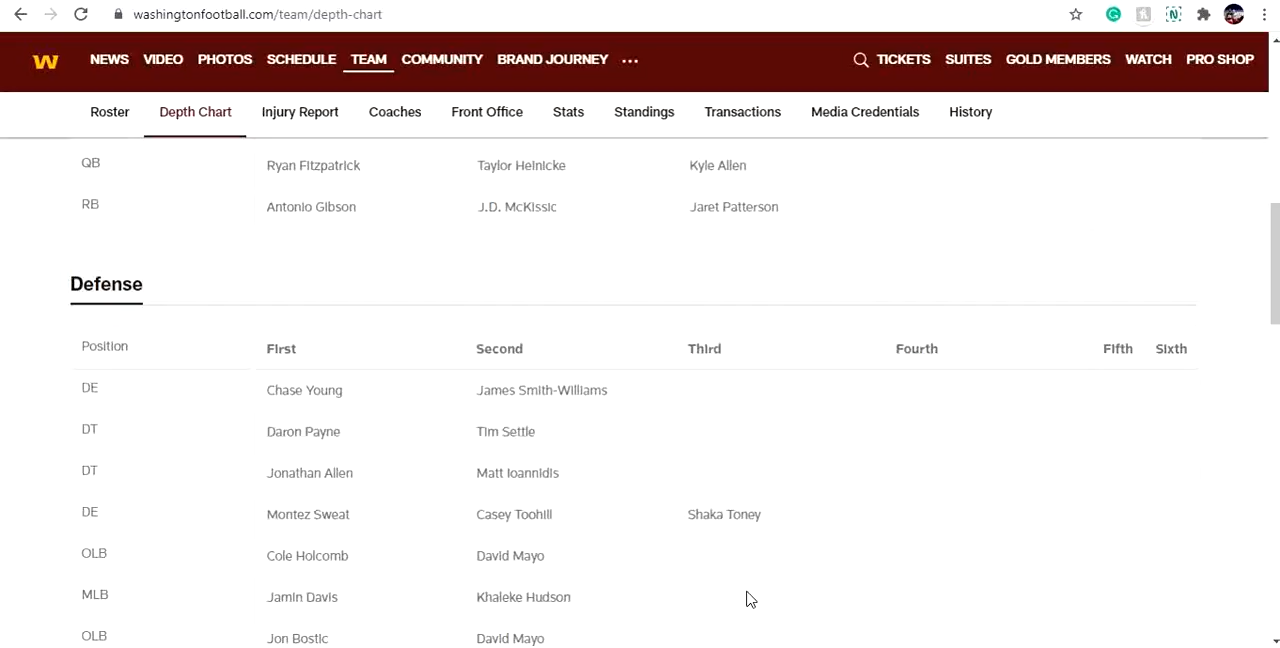 washingtonfootball.com/team/depth-chart
W NEWS VIDEO PHOTOS SCHEDULE TEAM COMMUNITY BRAND JOURNEY ... TICKETS SUITES GOLD MEMBERS WATCH PRO SHOP
Roster Depth Chart Injury Report Coaches Front Office Stats Standings Transactions Media Credentials History
QB Ryan Fitzpatrick Taylor Heinicke Kyle Allen
RB Antonio Gibson J.D. McKissic Jaret Patterson
Defense
Position First Second Third Fourth Fifth Sixth
DE Chase Young James Smith-Williams
DT Daron Payne Tim Settle
DT Jonathan Allen Matt Ioannidis
DE Montez Sweat Casey Toohill Shaka Toney
OLB Cole Holcomb David Mayo
MLB Jamin Davis Khaleke Hudson
OLB Jon Bostic David Mayo